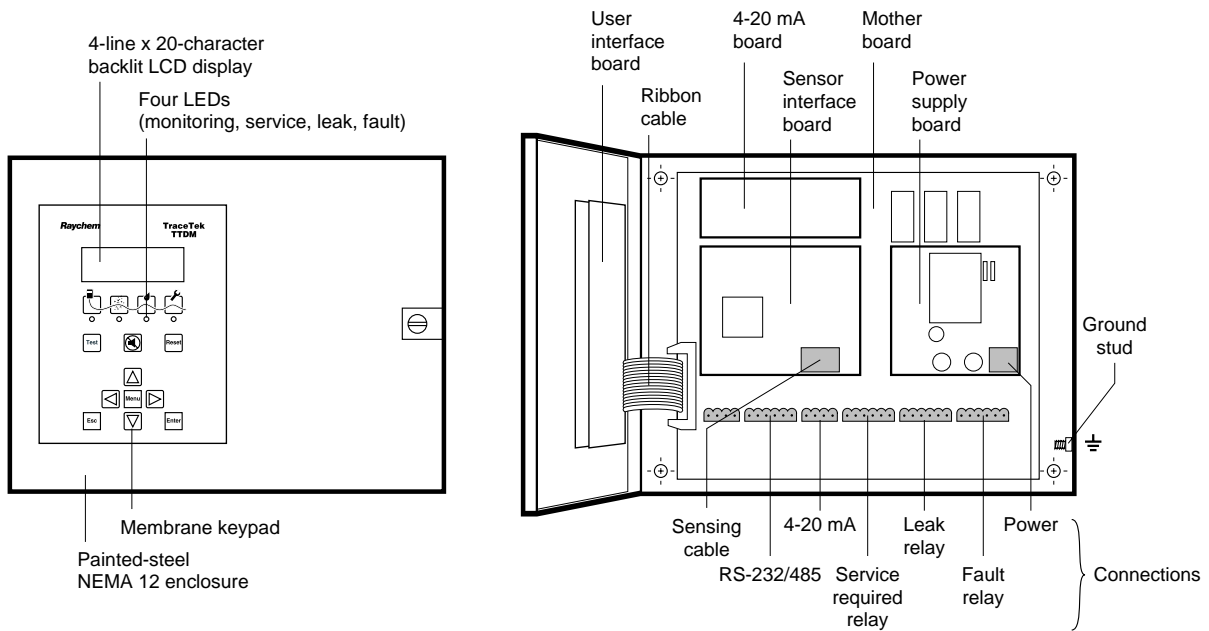 4-line x 20-character
backlit LCD display
Four LEDs
(monitoring, service, leak, fault)
Raychem
TraceTek
TTDM
Test
Reset
Menu
Esc
Enter
Membrane keypad
Painted-steel
NEMA 12 enclosure
User
interface
board
Ribbon
cable
4-20 mA
board
Sensor
interface
board
Mother
board
Power
supply
board
Ground
stud
Sensing
cable
RS-232/485
4-20 mA
Service
required
relay
Leak
relay
Fault
relay
Power
Connections